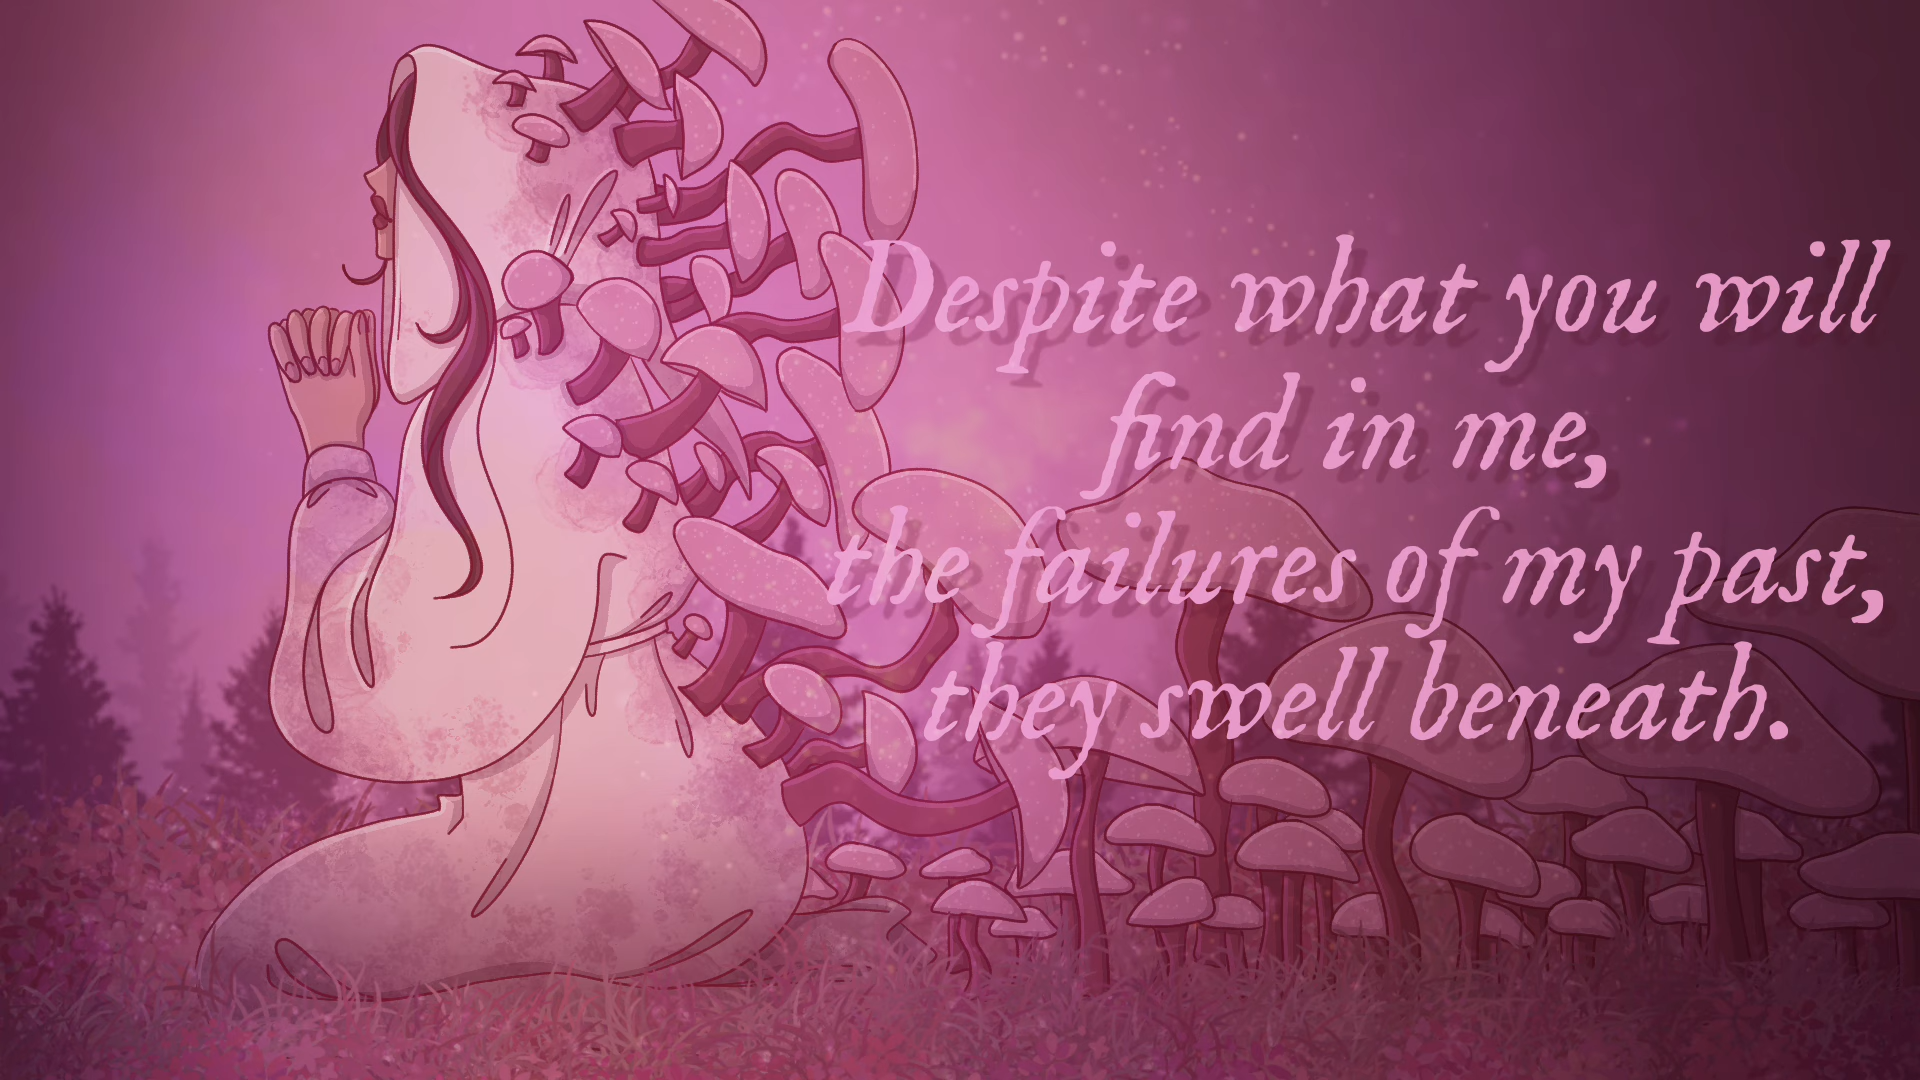 Despite what you will
find in me,
the failures of my past,
they swell beneath.